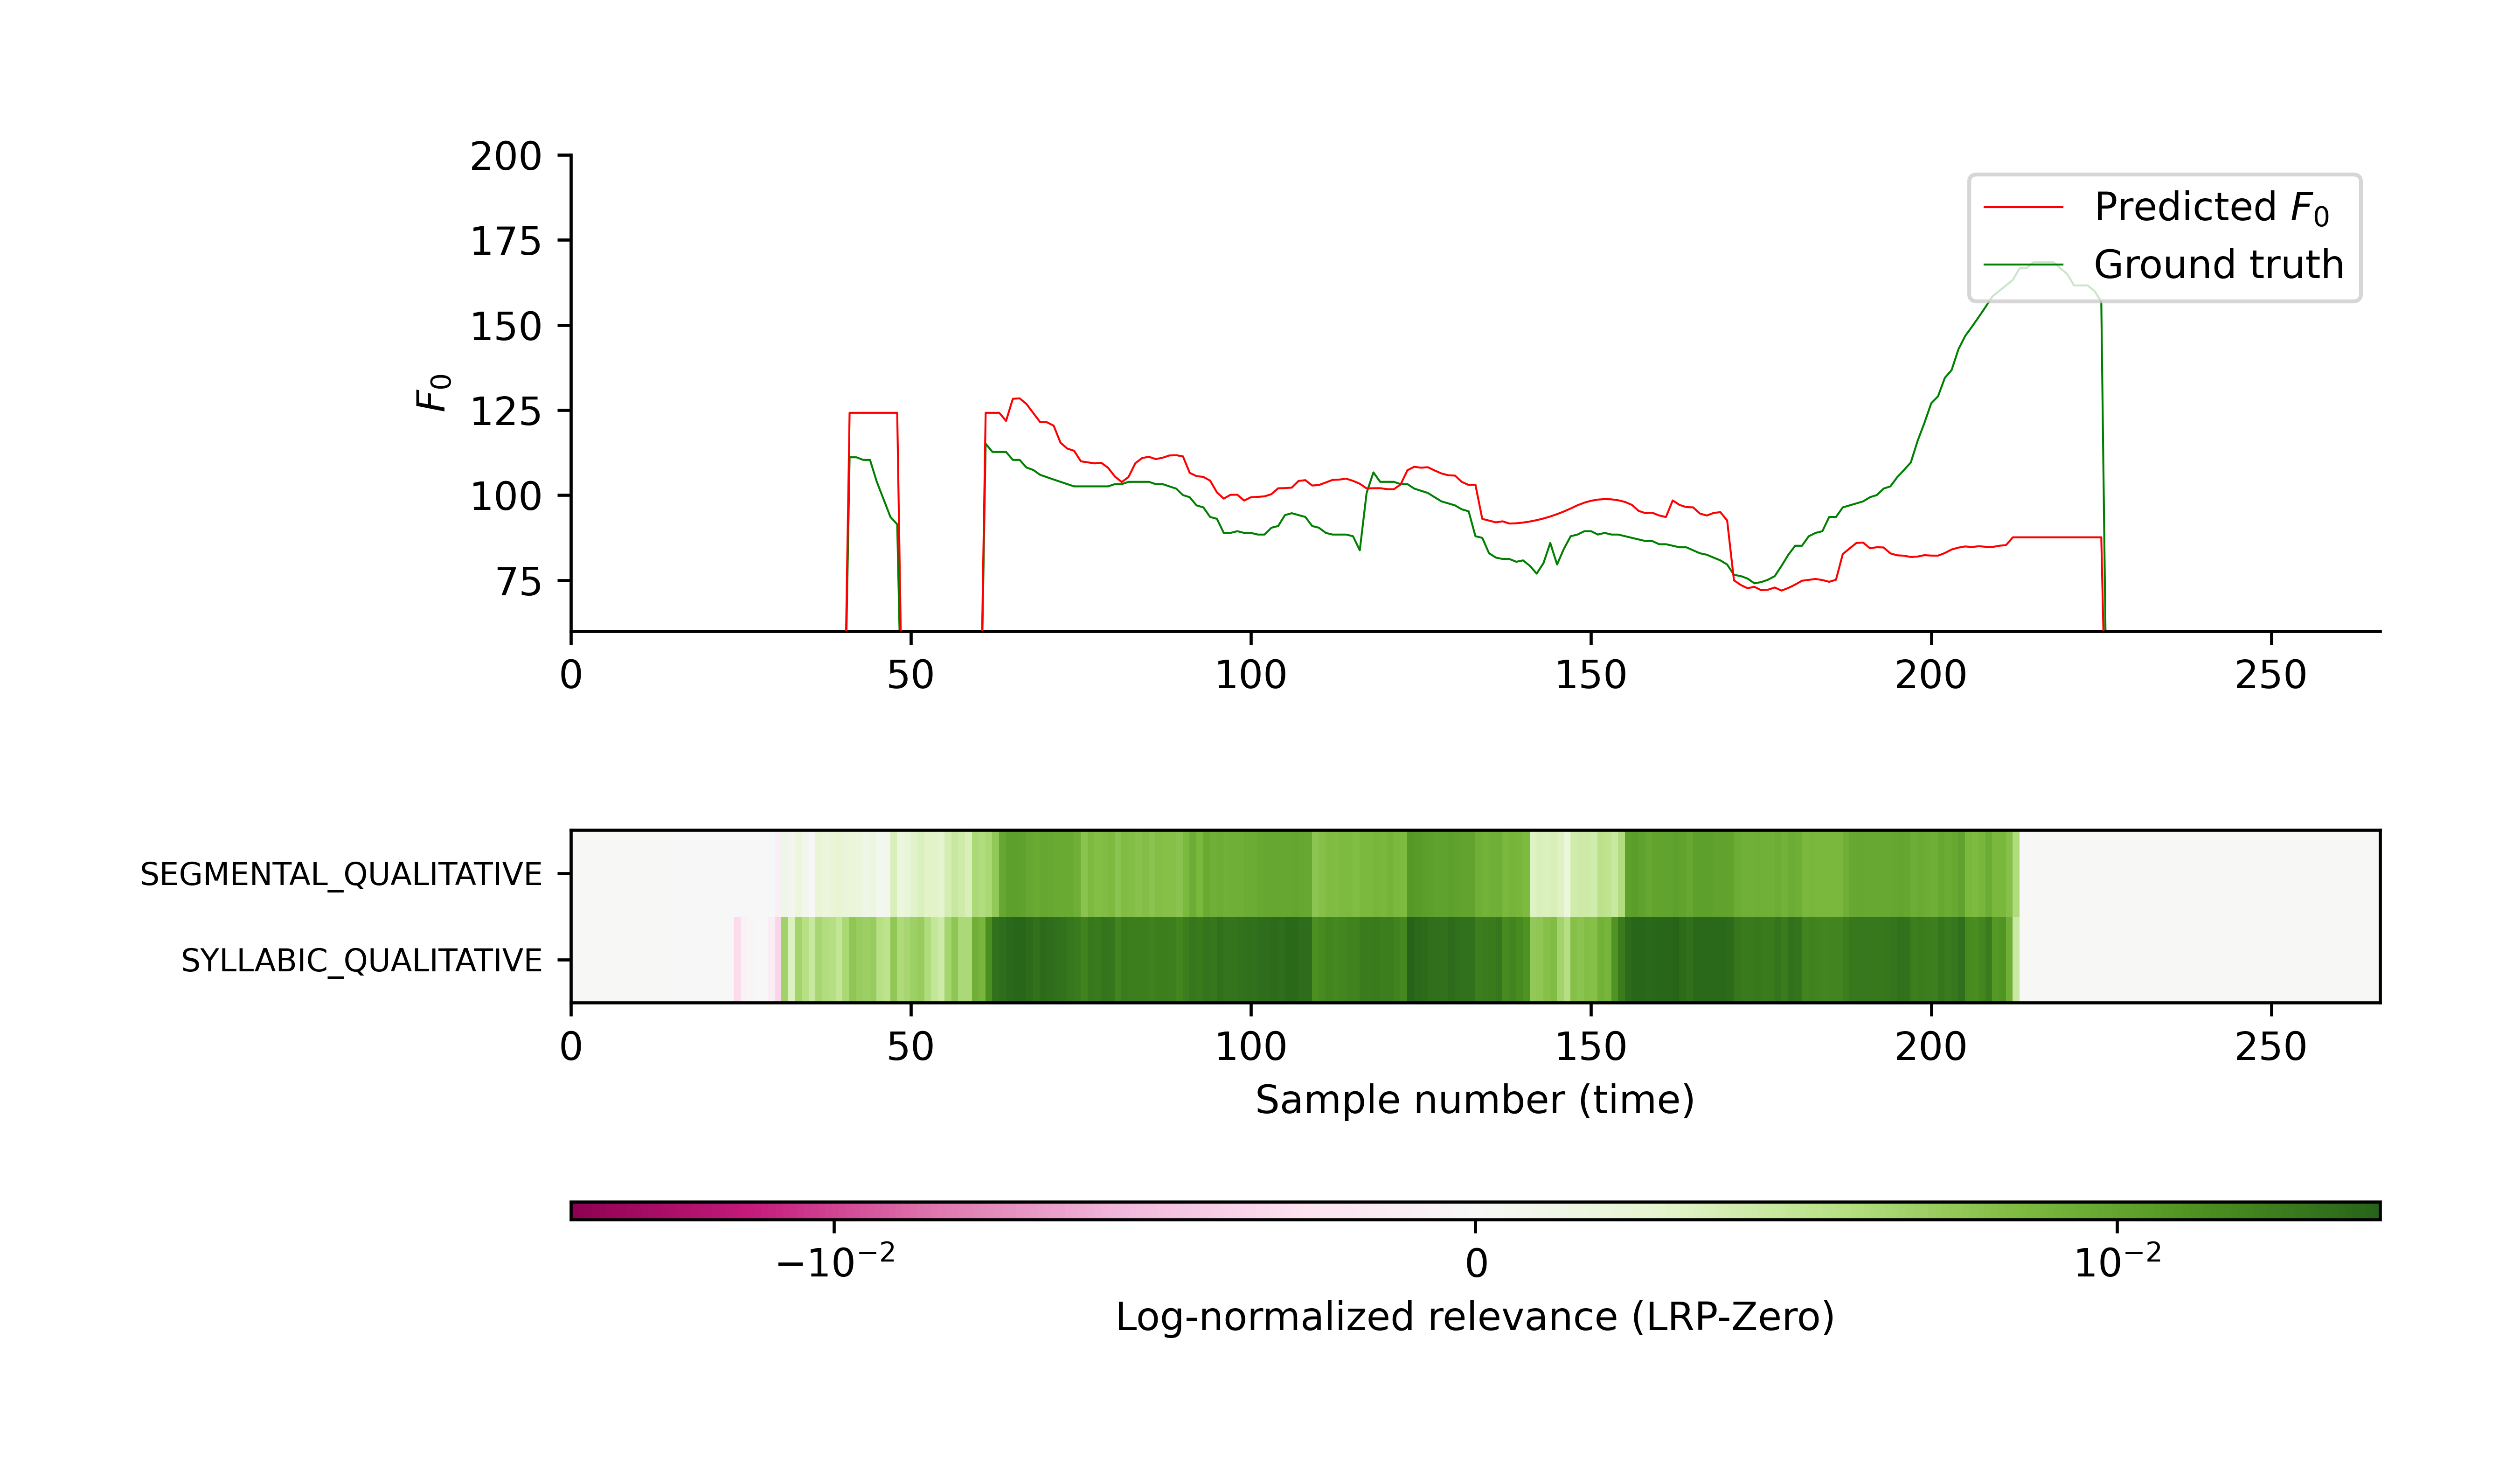 200
175
150
125
100
75
F₀
Predicted F₀
Ground truth
0 50 100 150 200 250
SEGMENTAL_QUALITATIVE
SYLLABIC_QUALITATIVE
0 50 100 150 200 250
Sample number (time)
−10⁻² 0 10⁻²
Log-normalized relevance (LRP-Zero)